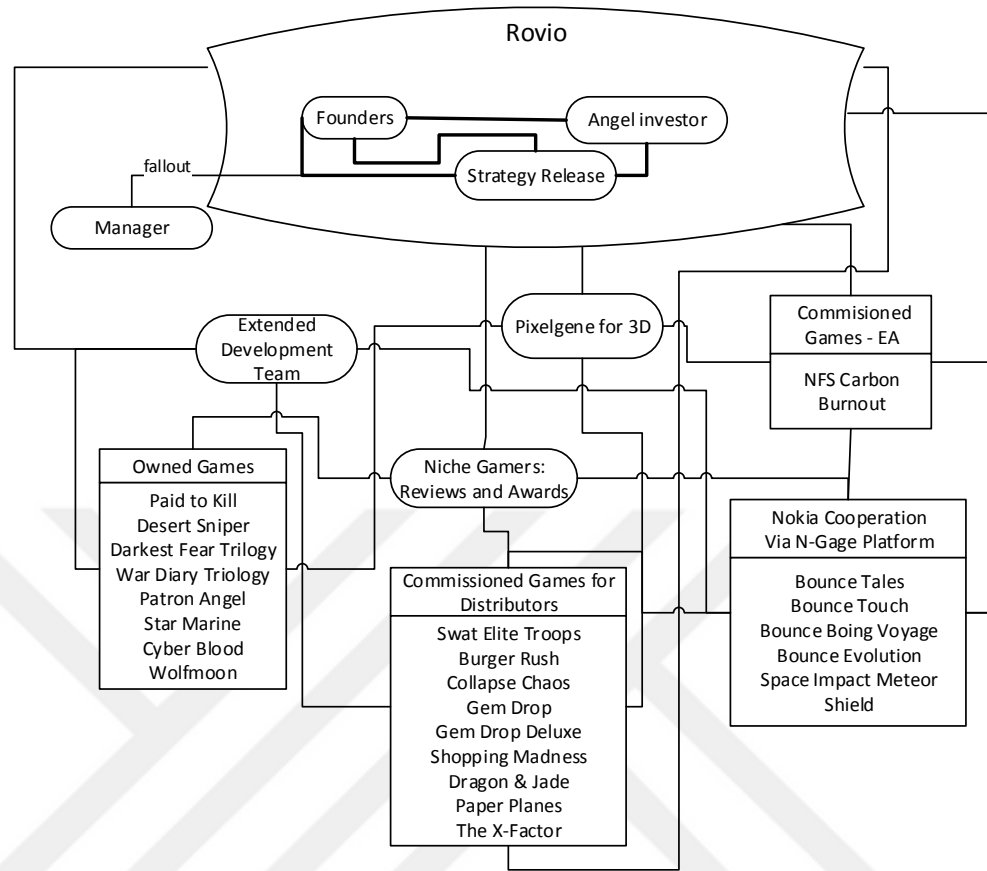 Rovio
Founders
Angel investor
fallout
Strategy Release
Manager
Extended
Development
Team
Pixelgene for 3D
Commisioned
Games - EA
NFS Carbon
Burnout
Owned Games
Paid to Kill
Desert Sniper
Darkest Fear Trilogy
War Diary Triology
Patron Angel
Star Marine
Cyber Blood
Wolfmoon
Niche Gamers:
Reviews and Awards
Nokia Cooperation
Via N-Gage Platform
Bounce Tales
Bounce Touch
Bounce Boing Voyage
Bounce Evolution
Space Impact Meteor
Shield
Commissioned Games for
Distributors
Swat Elite Troops
Burger Rush
Collapse Chaos
Gem Drop
Gem Drop Deluxe
Shopping Madness
Dragon & Jade
Paper Planes
The X-Factor